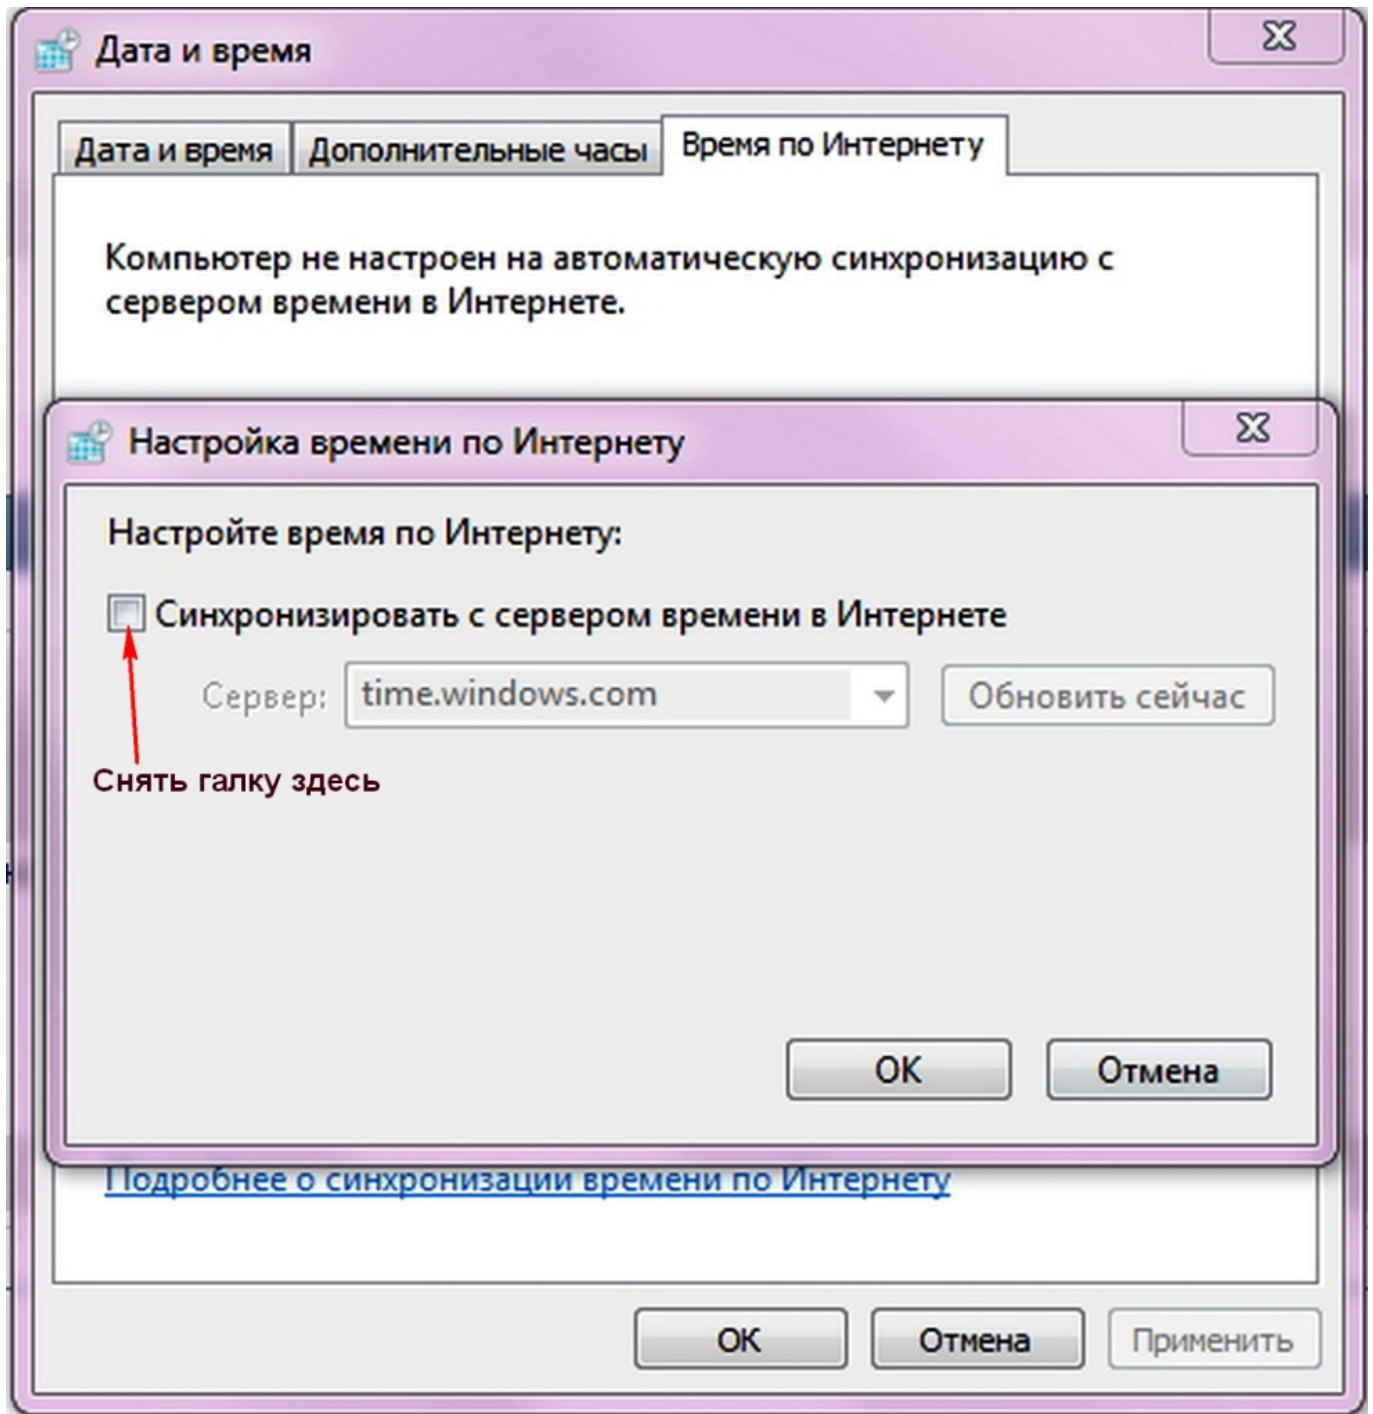 Дата и время
Дата и время
Дополнительные часы
Время по Интернету
Компьютер не настроен на автоматическую синхронизацию с
сервером времени в Интернете.
Настройка времени по Интернету
Настройте время по Интернету:
Синхронизировать с сервером времени в Интернете
Сервер: time.windows.com Обновить сейчас
Снять галку здесь
ОК Отмена
Подробнее о синхронизации времени по Интернету
ОК Отмена Применить